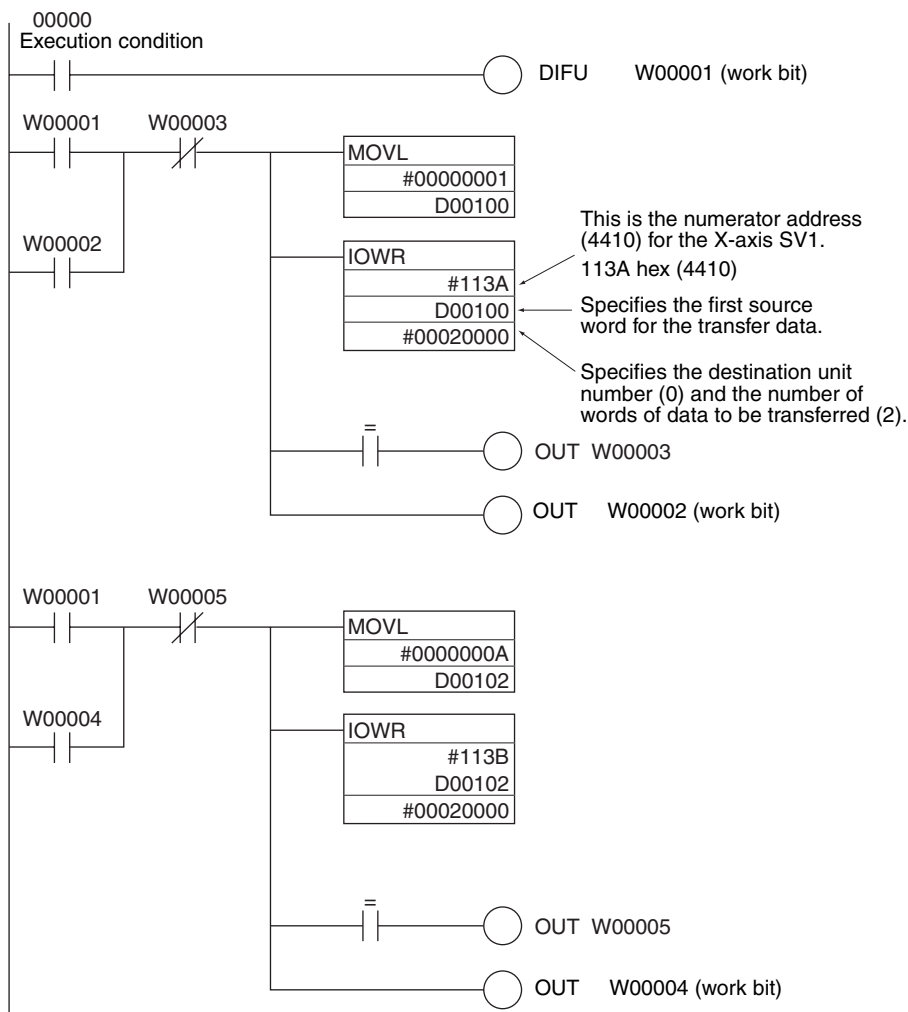 00000
Execution condition
DIFU W00001 (work bit)
W00001 W00003
MOVL
#00000001
D00100
This is the numerator address
(4410) for the X-axis SV1.
113A hex (4410)
W00002
IOWR
#113A
D00100
#00020000
Specifies the first source
word for the transfer data.
Specifies the destination unit
number (0) and the number of
words of data to be transferred (2).
=
OUT W00003
OUT W00002 (work bit)
W00001 W00005
MOVL
#0000000A
D00102
W00004
IOWR
#113B
D00102
#00020000
=
OUT W00005
OUT W00004 (work bit)